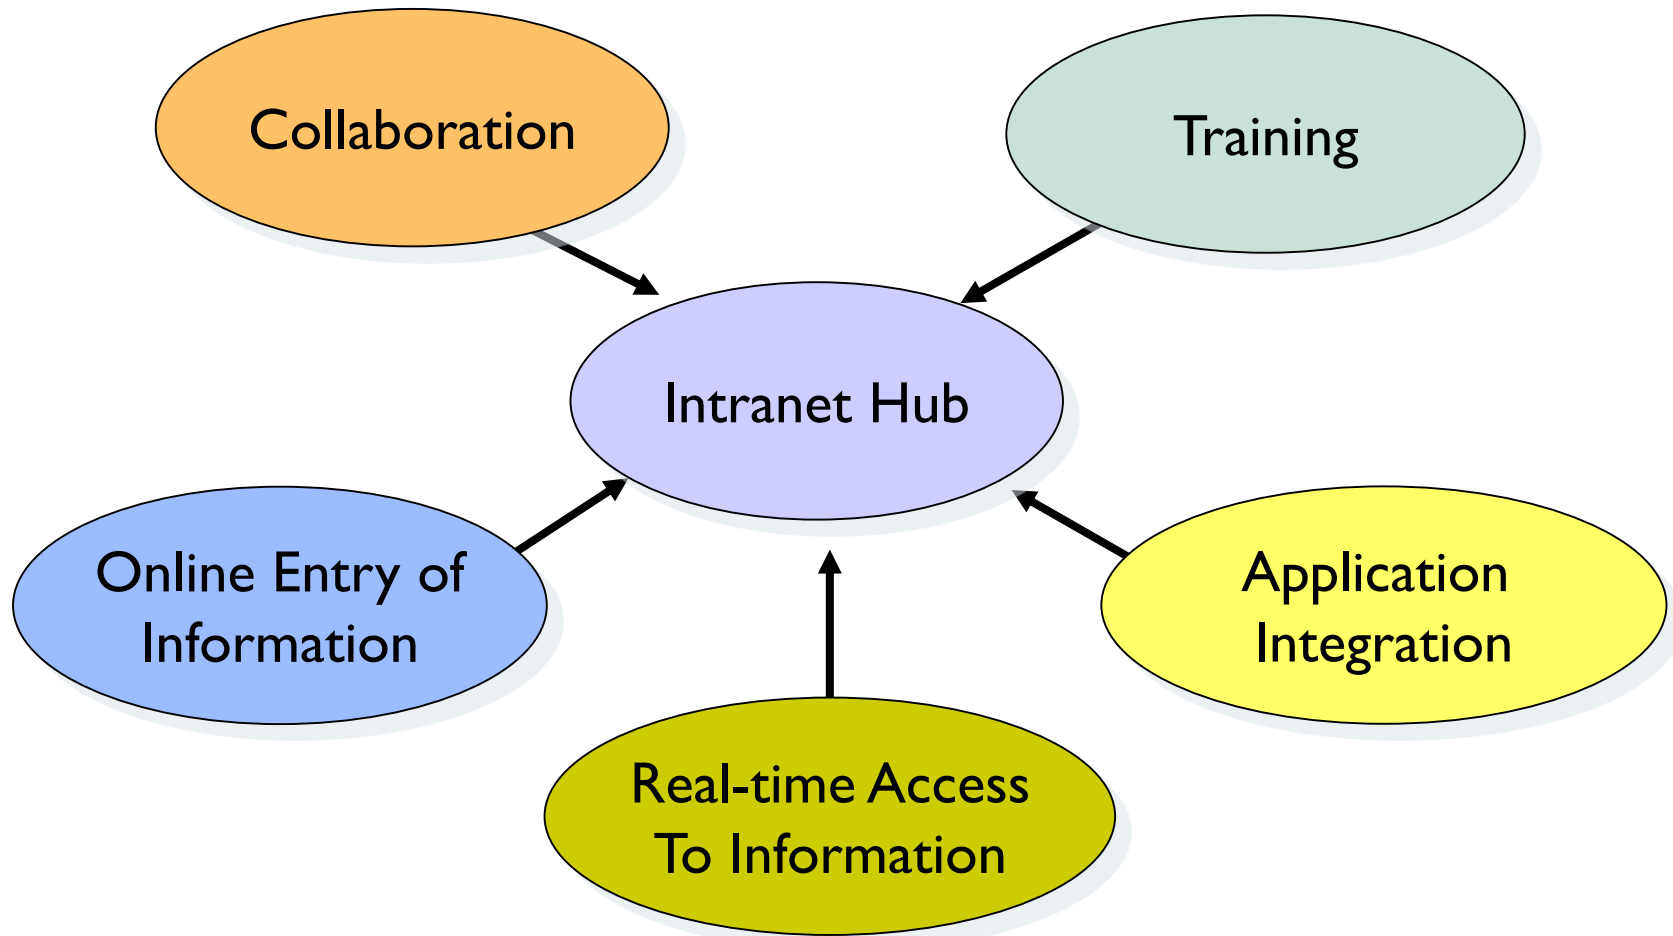 Collaboration
Training
Intranet Hub
Online Entry of
Information
Application
Integration
Real-time Access
To Information